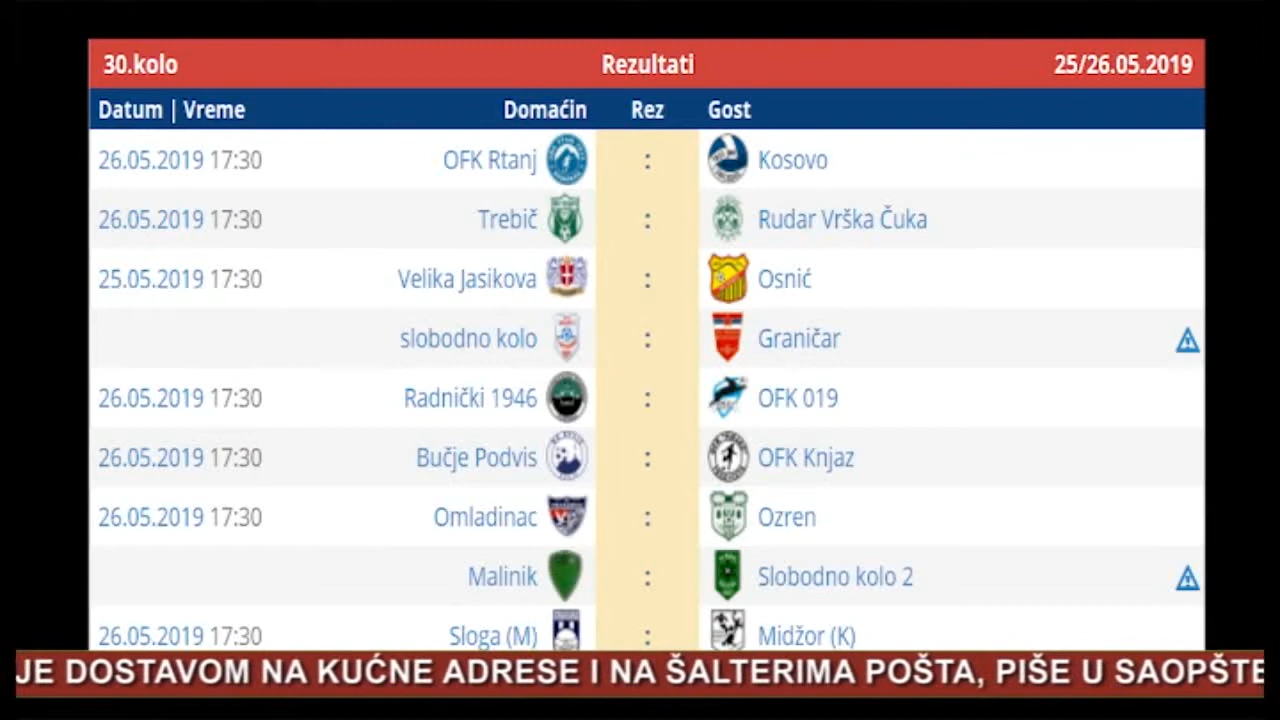 30.kolo Rezultati 25/26.05.2019
Datum | Vreme Domaćin Rez Gost
26.05.2019 17:30 OFK Rtanj : Kosovo
26.05.2019 17:30 Trebič : Rudar Vrška Čuka
25.05.2019 17:30 Velika Jasikova : Osnić
slobodno kolo : Graničar
26.05.2019 17:30 Radnički 1946 : OFK 019
26.05.2019 17:30 Bučje Podvis : OFK Knjaz
26.05.2019 17:30 Omladinac : Ozren
Malinik : Slobodno kolo 2
26.05.2019 17:30 Sloga (M) : Midžor (K)
JE DOSTAVOM NA KUĆNE ADRESE I NA ŠALTERIMA POŠTA, PIŠE U SAOPŠTE